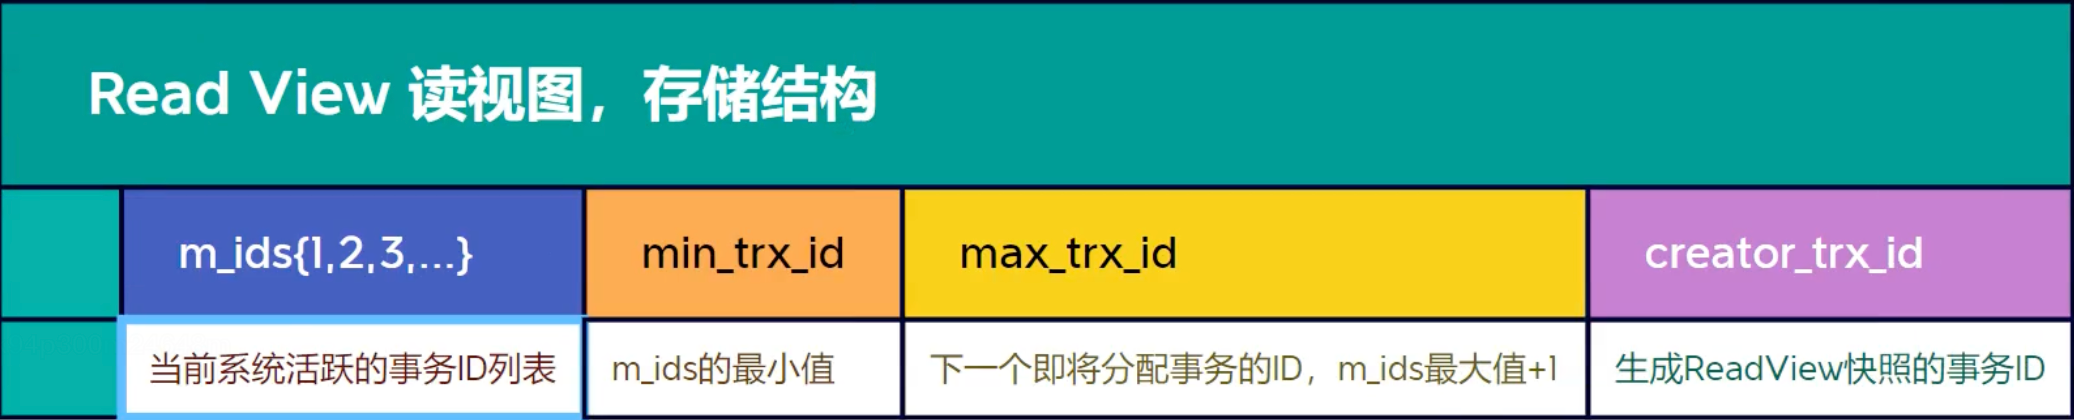 Read View 读视图，存储结构
m_ids{1,2,3,...} min_trx_id max_trx_id creator_trx_id
当前系统活跃的事务ID列表 m_ids的最小值 下一个即将分配事务的ID，m_ids最大值+1 生成ReadView快照的事务ID